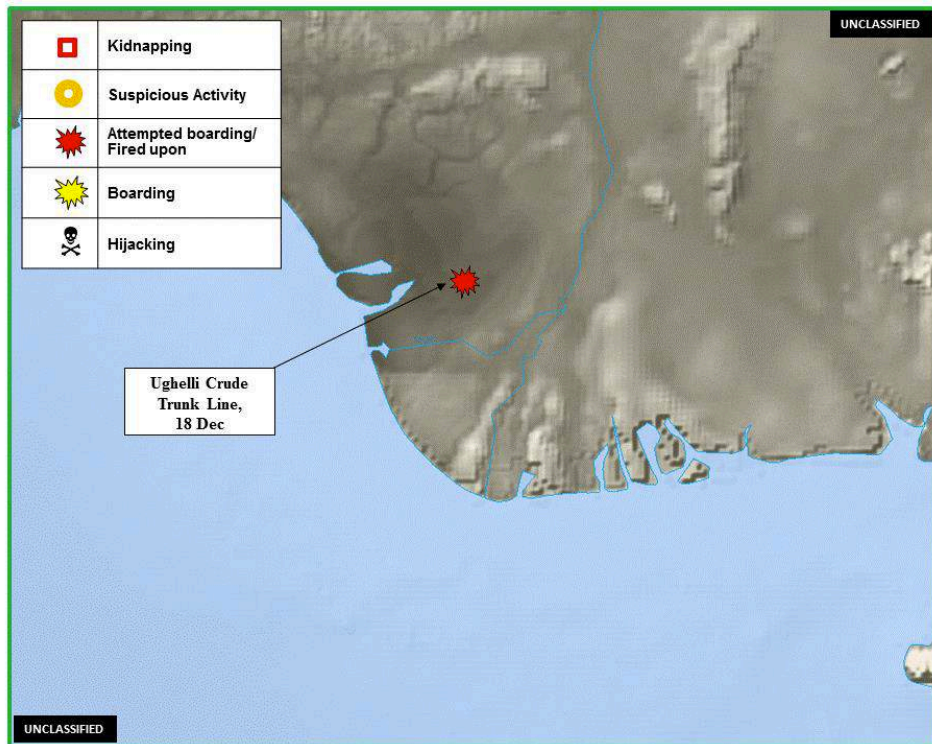 UNCLASSIFIED
Kidnapping
Suspicious Activity
Attempted boarding/
Fired upon
Boarding
Hijacking
Ughelli Crude
Trunk Line,
18 Dec
UNCLASSIFIED